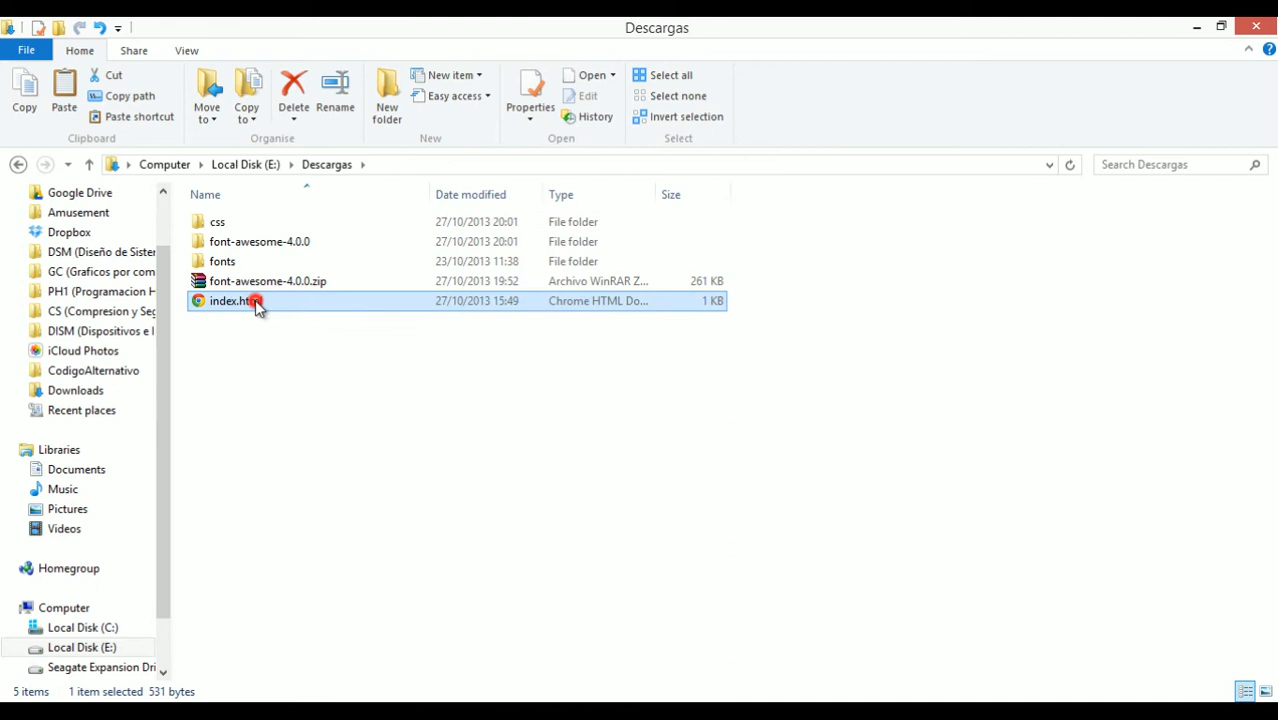 Descargas
File Home Share View
Copy Paste Cut Copy path Paste shortcut
Move to Copy to Delete Rename
New folder New item Easy access
Properties Open Edit History
Select all Select none Invert selection
Clipboard Organise New Open Select
Computer Local Disk (E:) Descargas Search Descargas
Name Date modified Type Size
css 27/10/2013 20:01 File folder
font-awesome-4.0.0 27/10/2013 20:01 File folder
fonts 23/10/2013 11:38 File folder
font-awesome-4.0.0.zip 27/10/2013 19:52 Archivo WinRAR Z... 261 KB
27/10/2013 15:49 Chrome HTML Do... 1 KB
Google Drive
Amusement
Dropbox
DSM (Diseño de Sister
GC (Graficos por com
PH1 (Programacion H
CS (Compresion y Seg
DISM (Dispositivos e I
iCloud Photos
CodigoAlternativo
Downloads
Recent places
Libraries
Documents
Music
Pictures
Videos
Homegroup
Computer
Local Disk (C:)
Local Disk (E:)
Seagate Expansion Dri
5 items 1 item selected 531 bytes